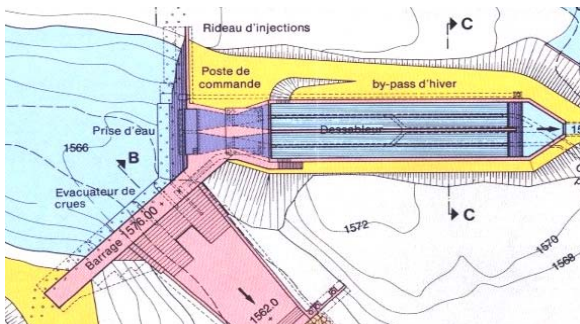 Rideau d'injections
C
Poste de
commande
by-pass d'hiver
Prise d'eau
Dessableur
1566
B
Evacuateur de
crues
Barrage 1576.00
1572
C
1570
1568
1562.0